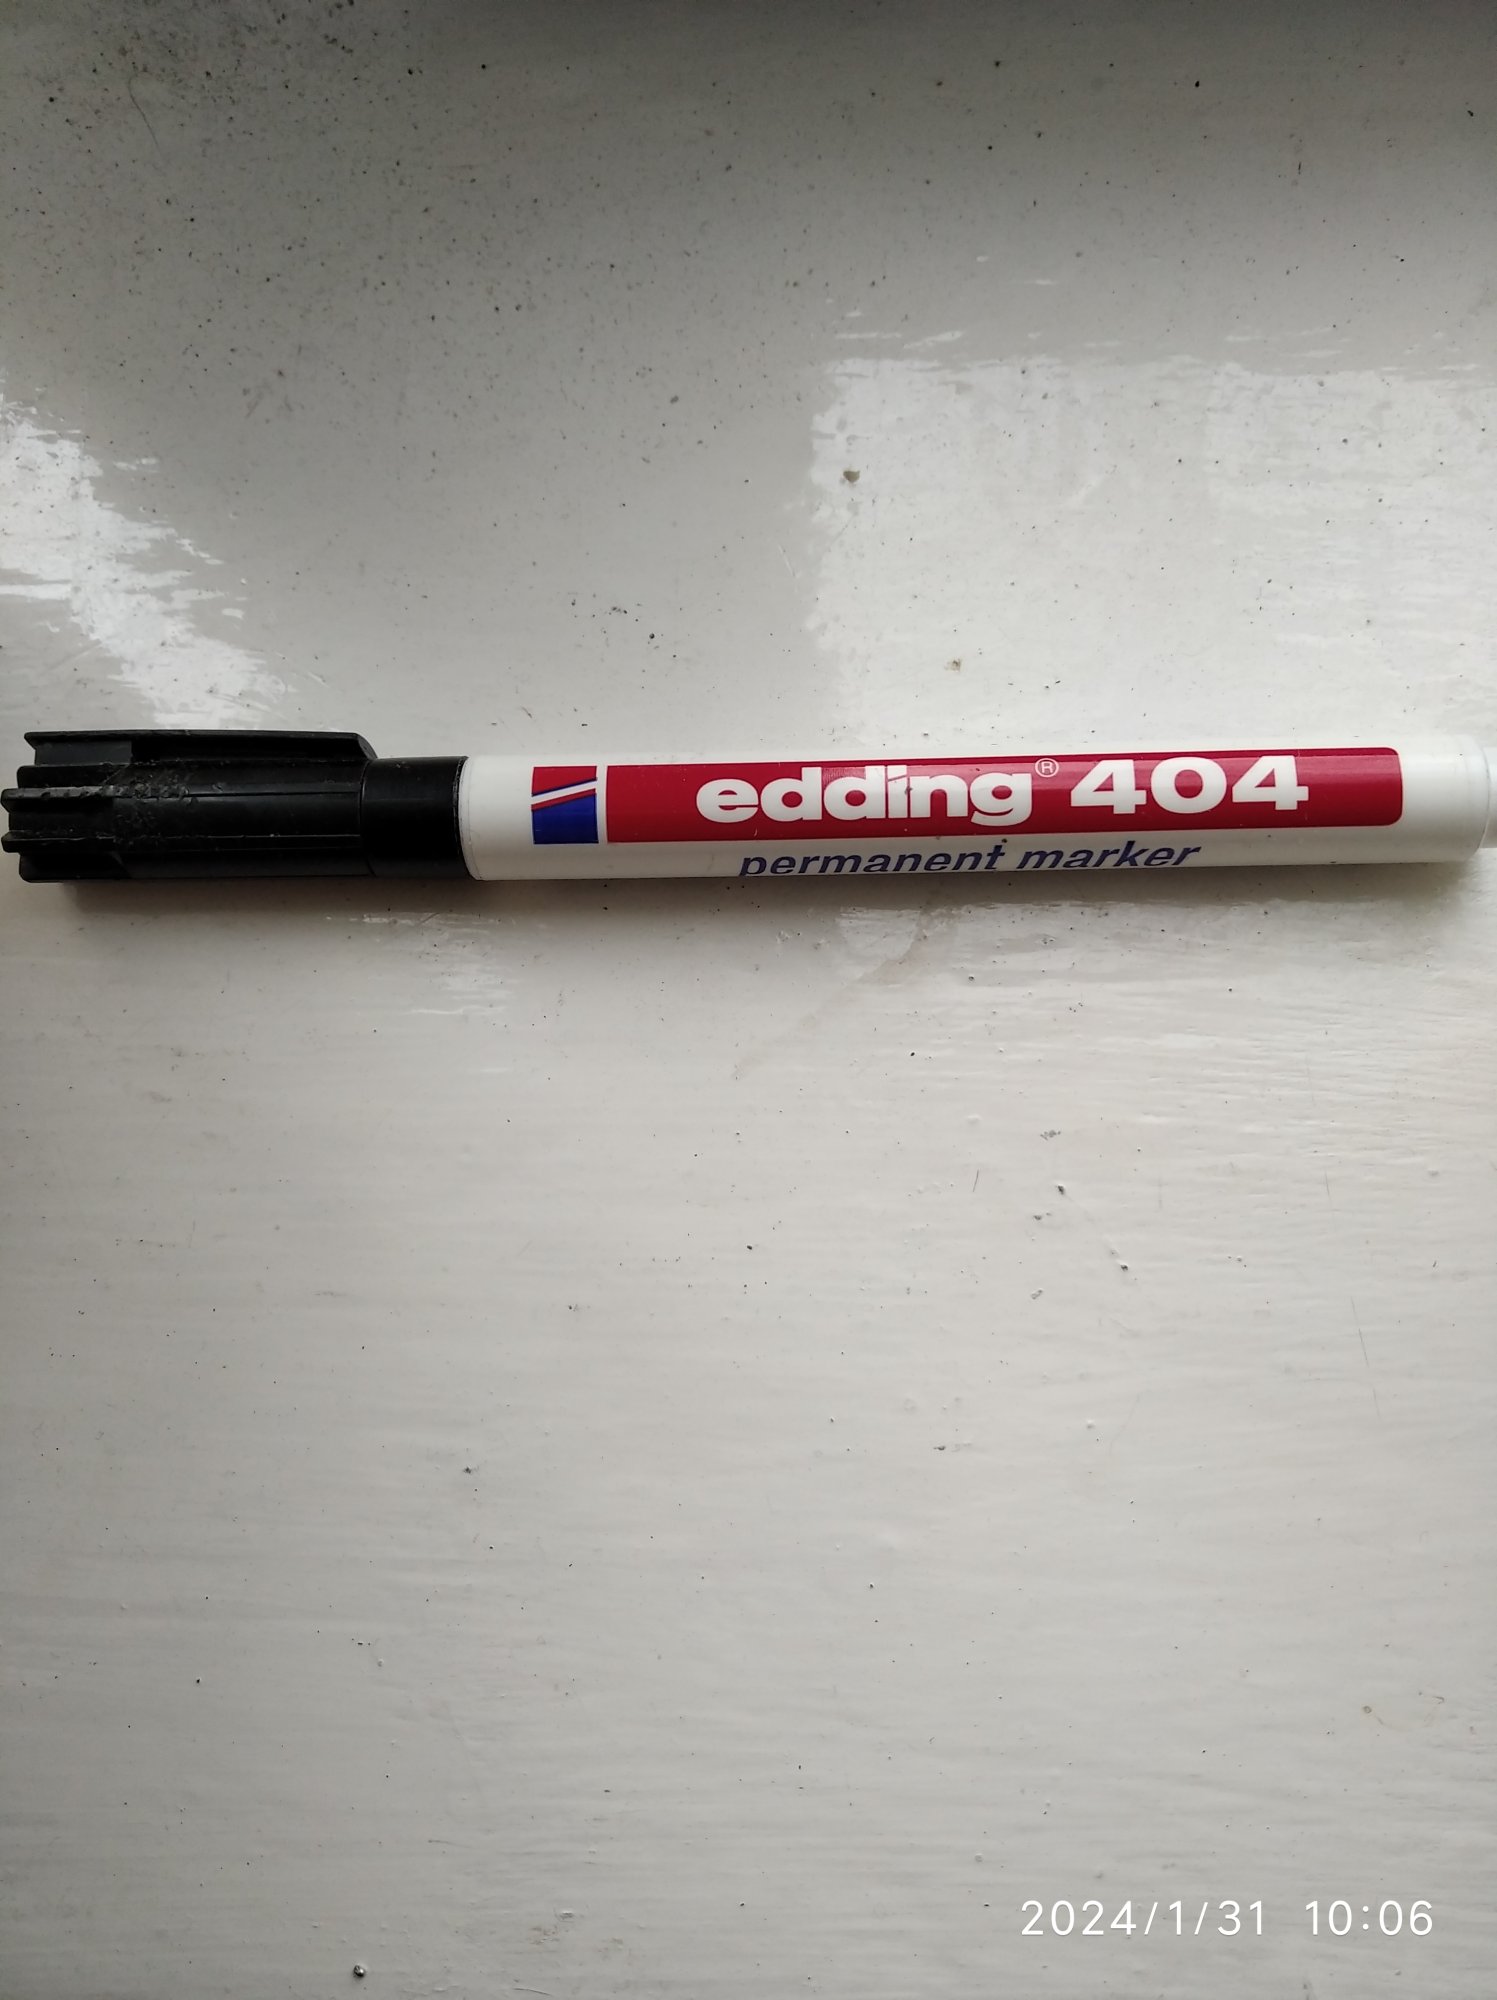 edding® 404
permanent marker
2024/1/31 10:06